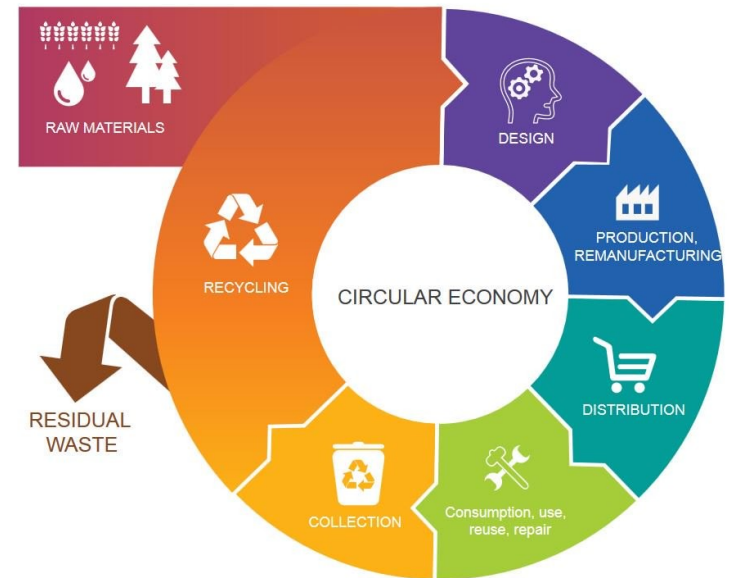 RAW MATERIALS
DESIGN
PRODUCTION,
REMANUFACTURING
RECYCLING
CIRCULAR ECONOMY
DISTRIBUTION
RESIDUAL
WASTE
COLLECTION
Consumption, use,
reuse, repair